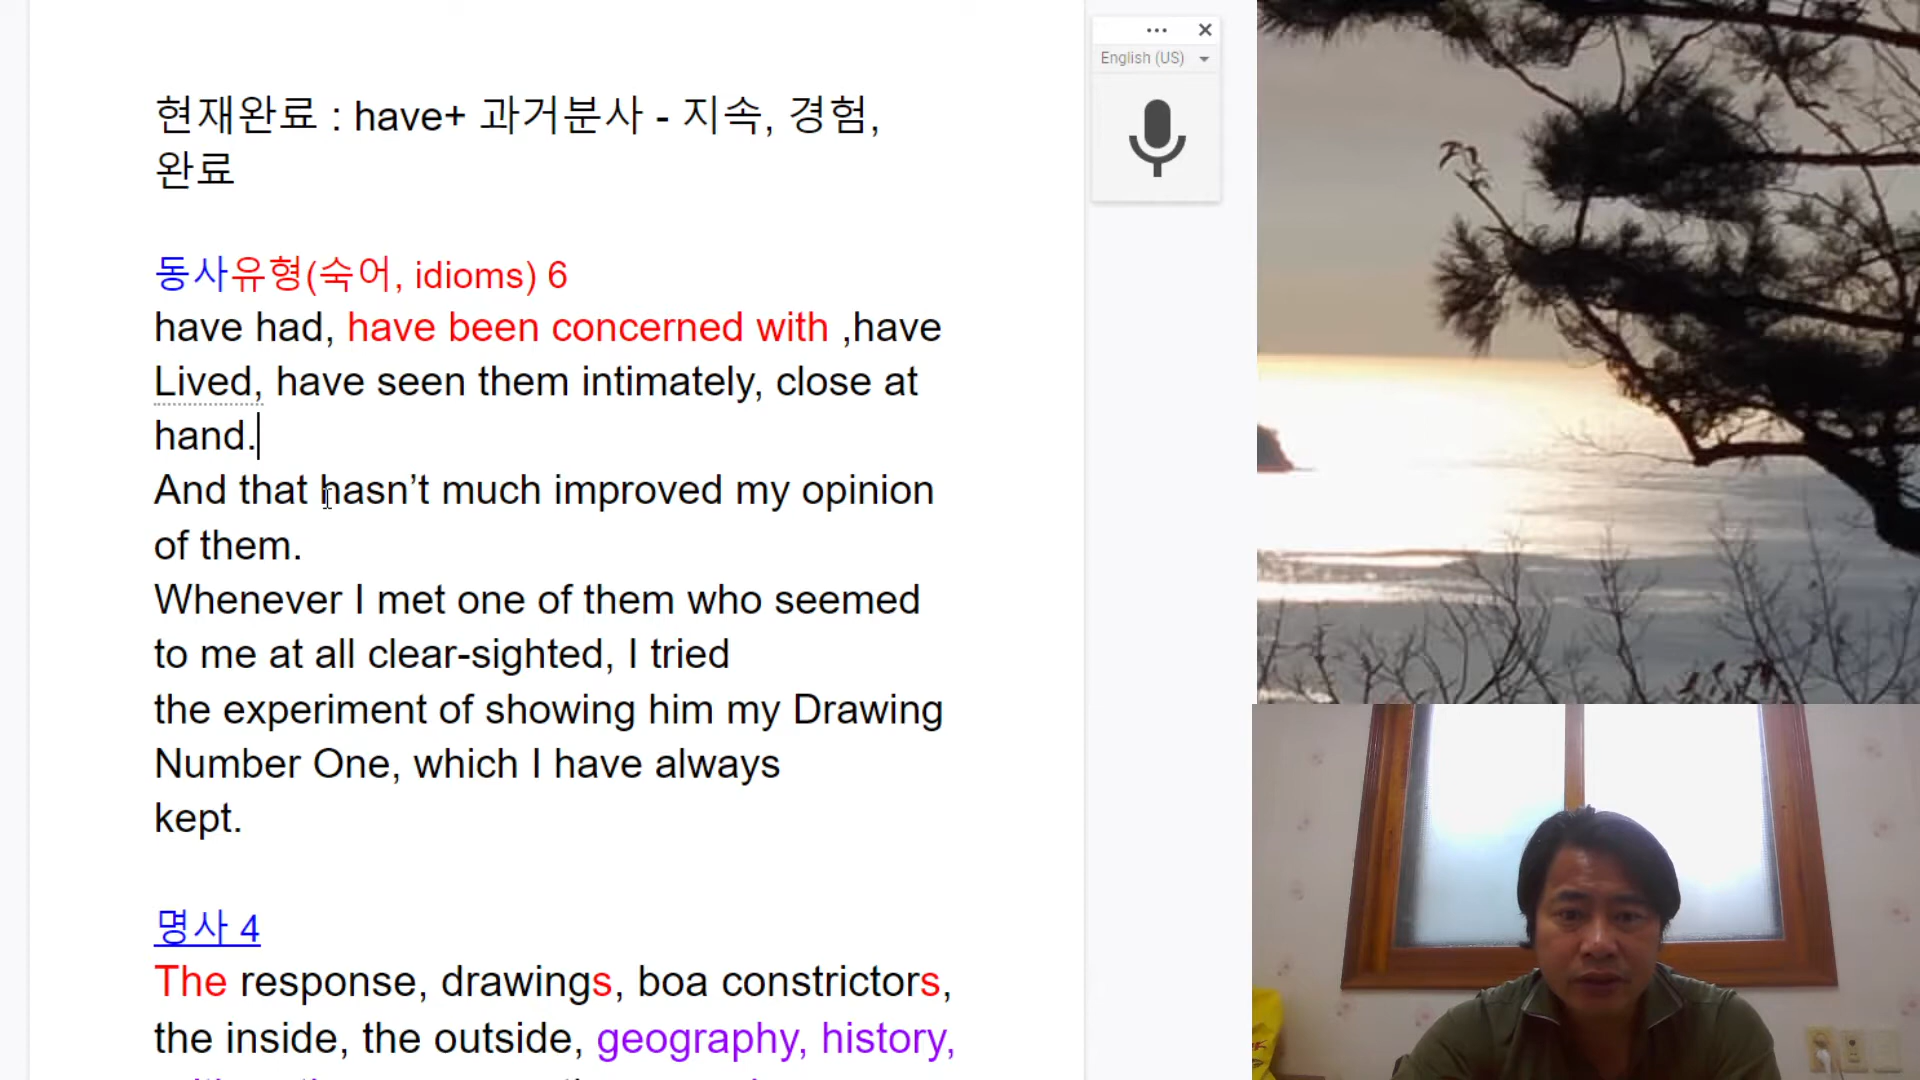 현재완료 : have+ 과거분사 - 지속, 경험,
완료
동사유형(숙어, idioms) 6
have had, have been concerned with ,have
Lived, have seen them intimately, close at
hand.
And that hasn’t much improved my opinion
of them.
Whenever I met one of them who seemed
to me at all clear-sighted, I tried
the experiment of showing him my Drawing
Number One, which I have always
kept.
명사 4
The response, drawings, boa constrictors,
the inside, the outside, geography, history,
English (US)